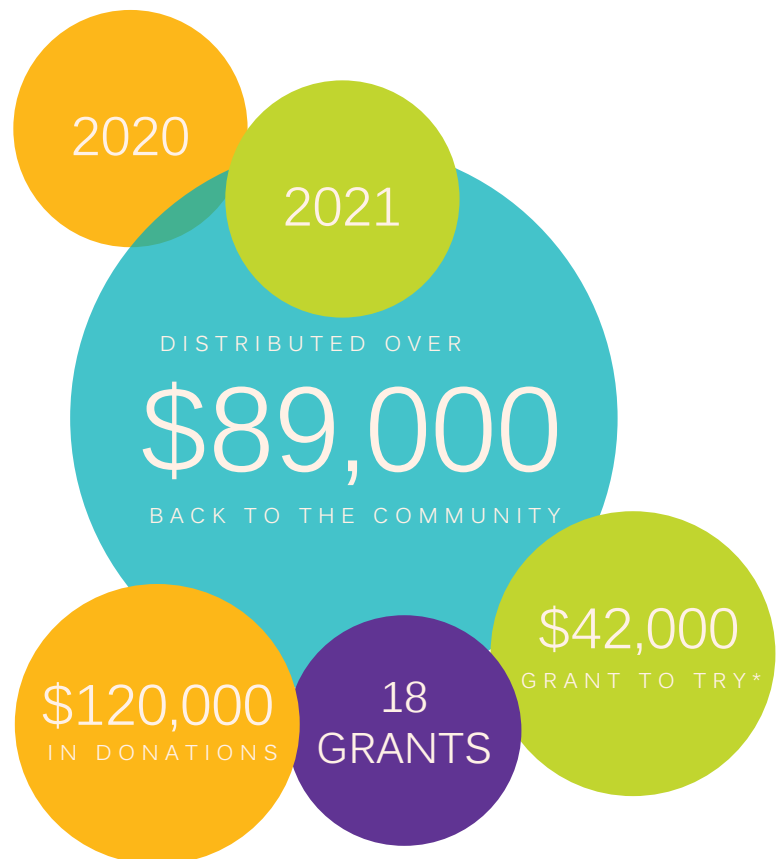 2020
2021
DISTRIBUTED OVER
$89,000
BACK TO THE COMMUNITY
$42,000
GRANT TO TRY*
$120,000
IN DONATIONS
18
GRANTS